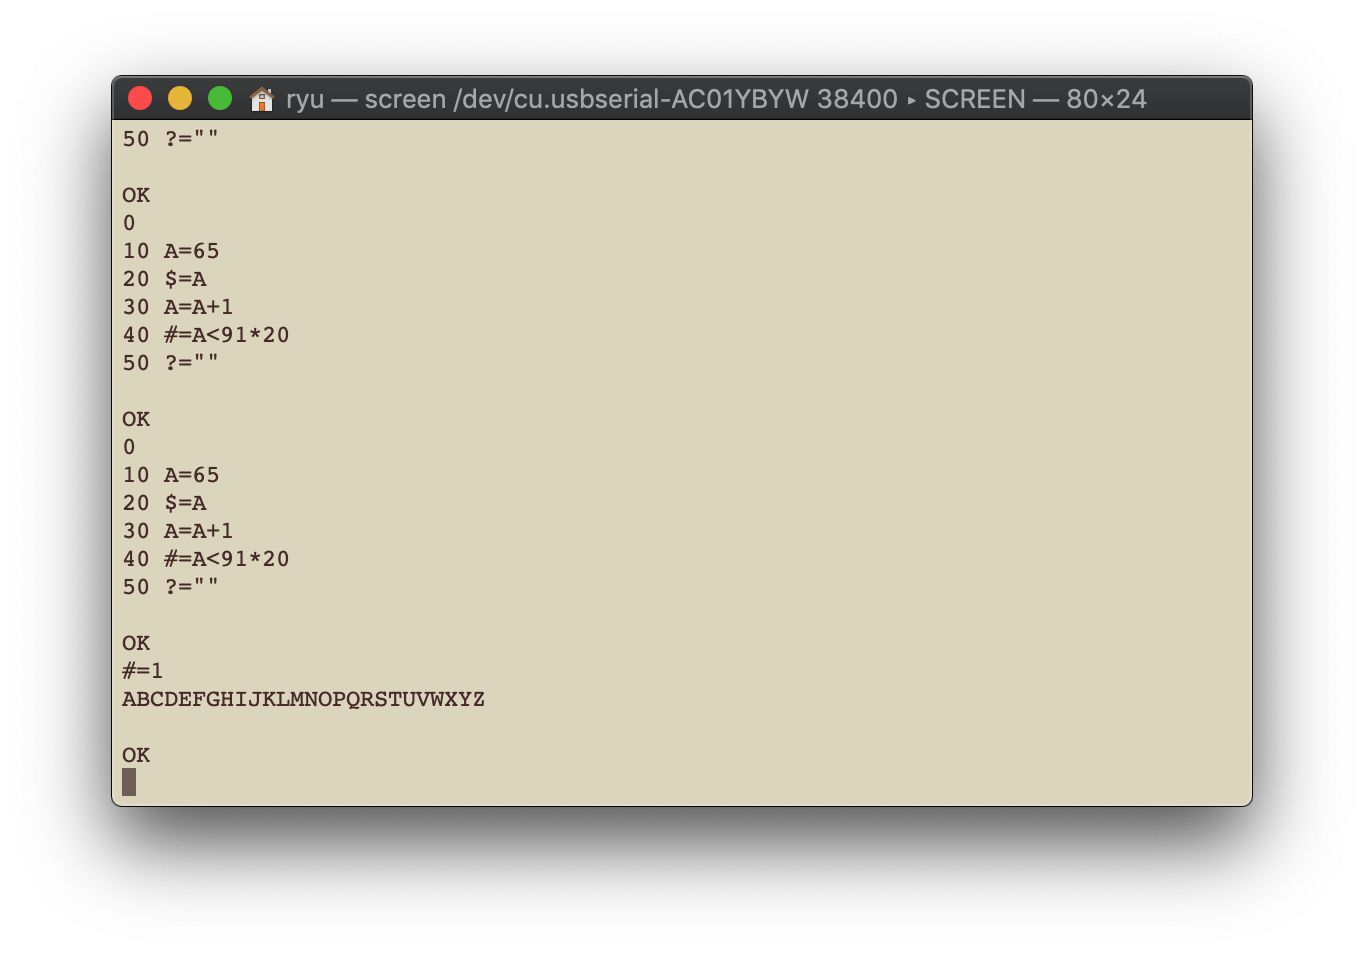 ryu — screen /dev/cu.usbserial-AC01YBYW 38400 ▸ SCREEN — 80×24
50 ?=""
OK
0
10 A=65
20 $=A
30 A=A+1
40 #=A<91*20
50 ?=""
OK
0
10 A=65
20 $=A
30 A=A+1
40 #=A<91*20
50 ?=""
OK
#=1
ABCDEFGHIJKLMNOPQRSTUVWXYZ
OK